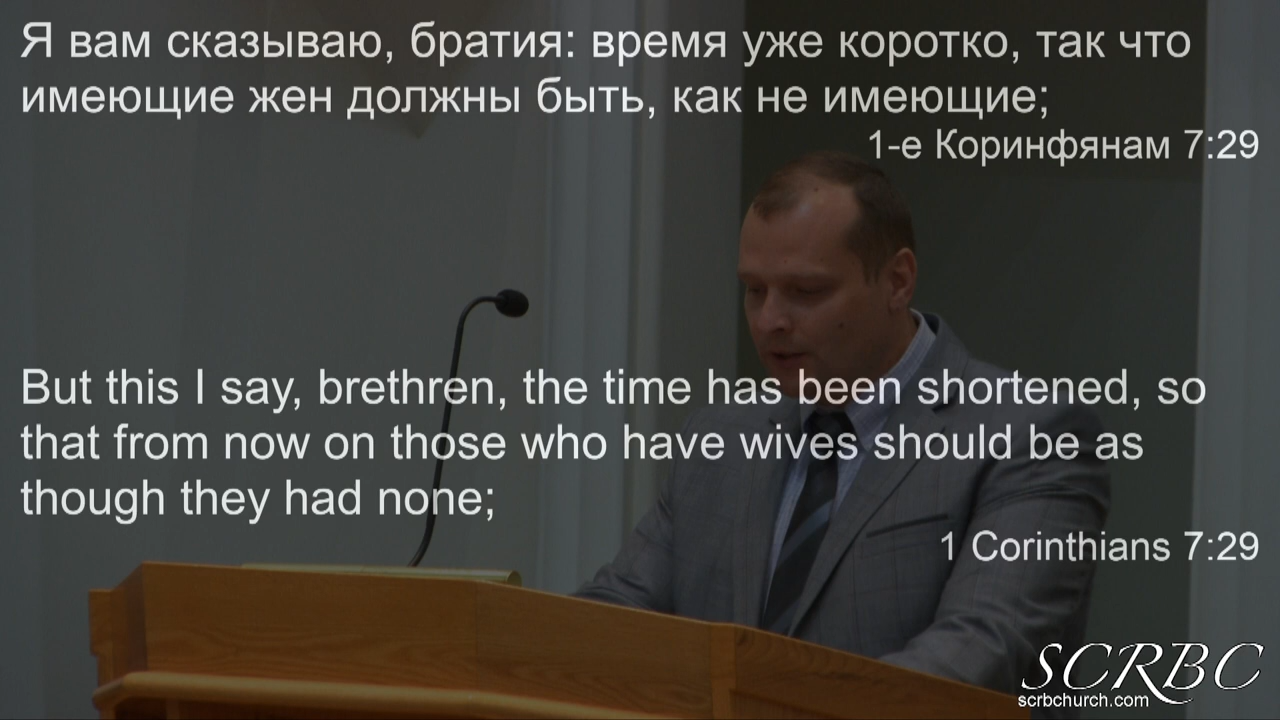 Я вам сказываю, братия: время уже коротко, так что
имеющие жен должны быть, как не имеющие;
1-е Коринфянам 7:29
But this I say, brethren, the time has been shortened, so
that from now on those who have wives should be as
though they had none;
1 Corinthians 7:29
SCRBC
scrbchurch.com